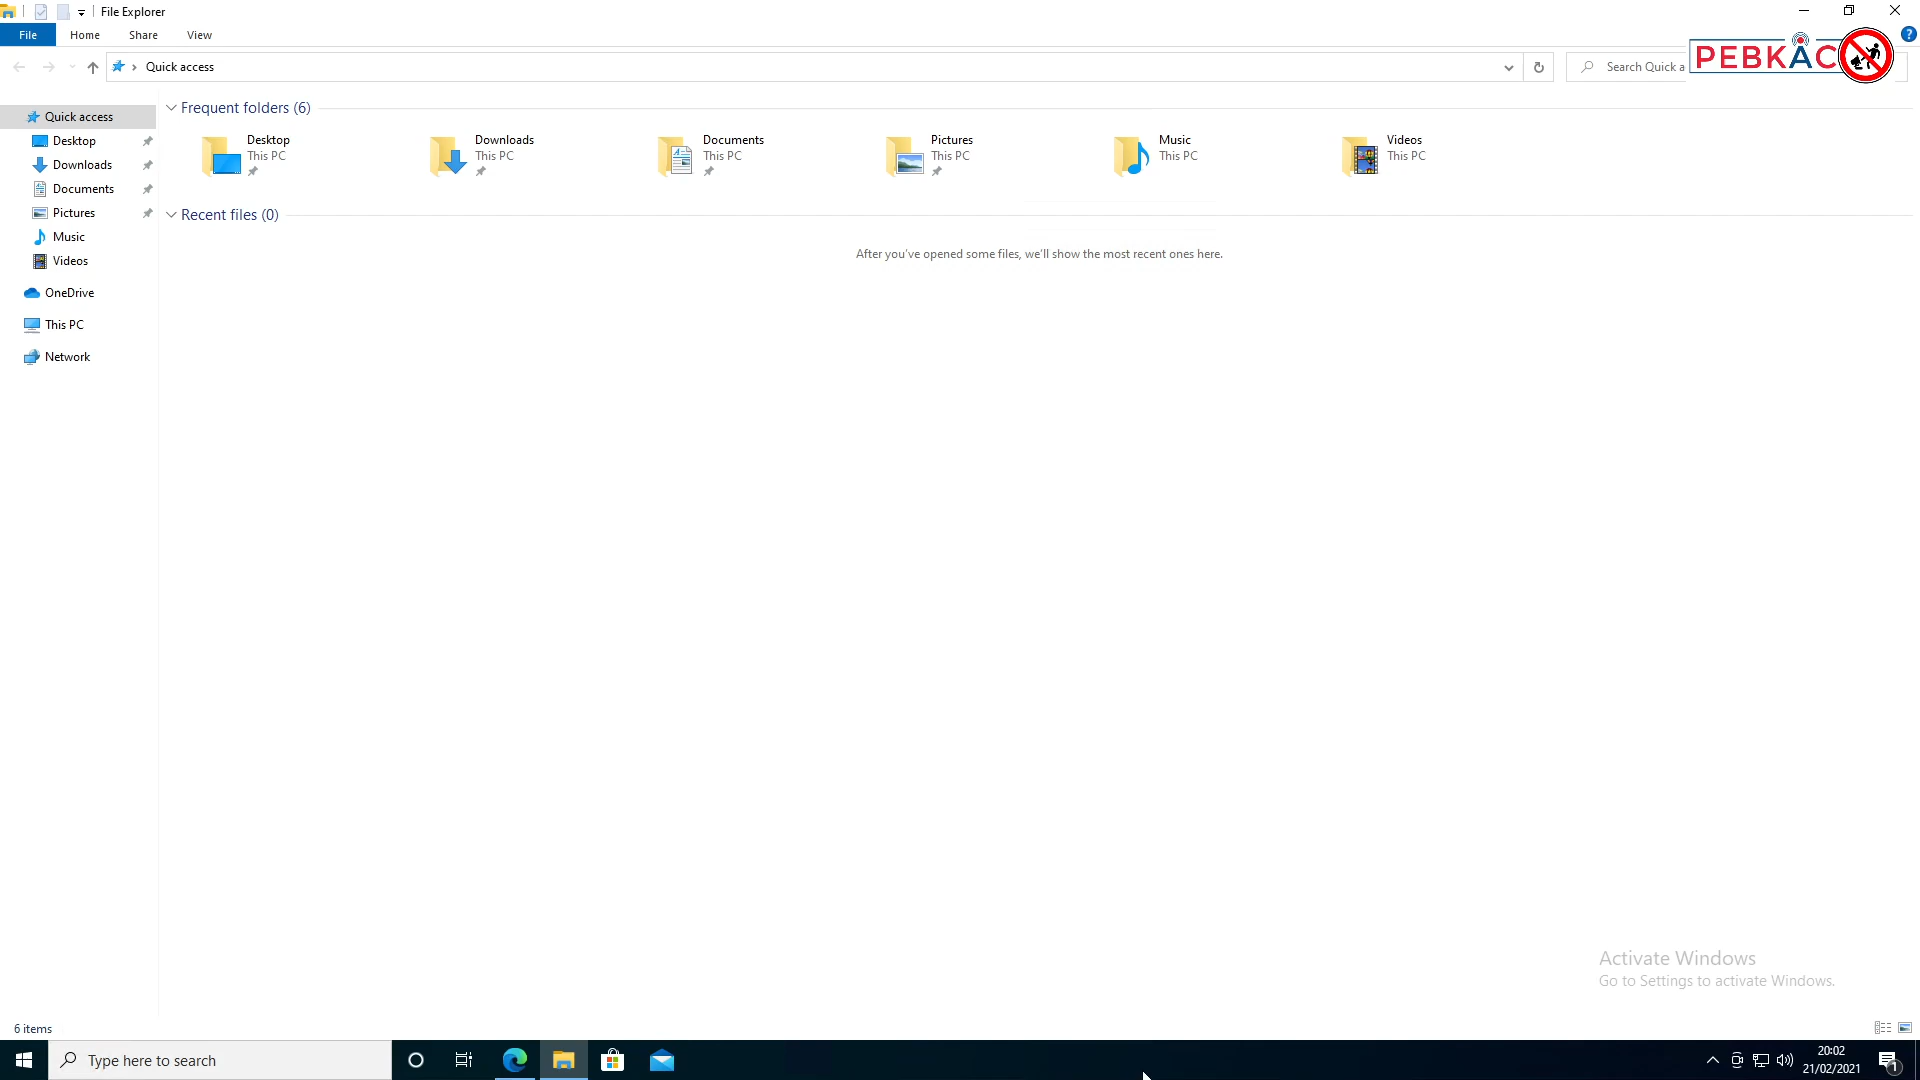 File Explorer
File Home Share View
Quick access
Search Quick a
PEBKAC
Quick access
Desktop
Downloads
Documents
Pictures
Music
Videos
OneDrive
This PC
Network
Frequent folders (6)
Desktop
This PC
Downloads
This PC
Documents
This PC
Pictures
This PC
Music
This PC
Videos
This PC
Recent files (0)
After you've opened some files, we'll show the most recent ones here.
Activate Windows
Go to Settings to activate Windows.
6 items
Type here to search
20:02
21/02/2021
1